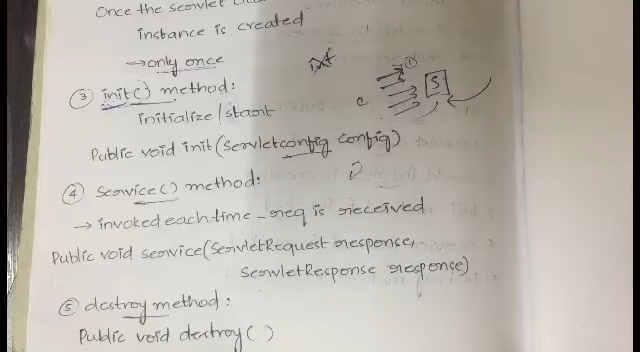 Once the servlet
instance is created
→ only once
③ init() method:
initialize/start
Public void init(Servletconfig config)
④ service() method:
→ invoked each time - req is received
Public void service(ServletRequest response,
ServletResponse response)
⑤ destroy method:
Public void destroy()
①
C
S